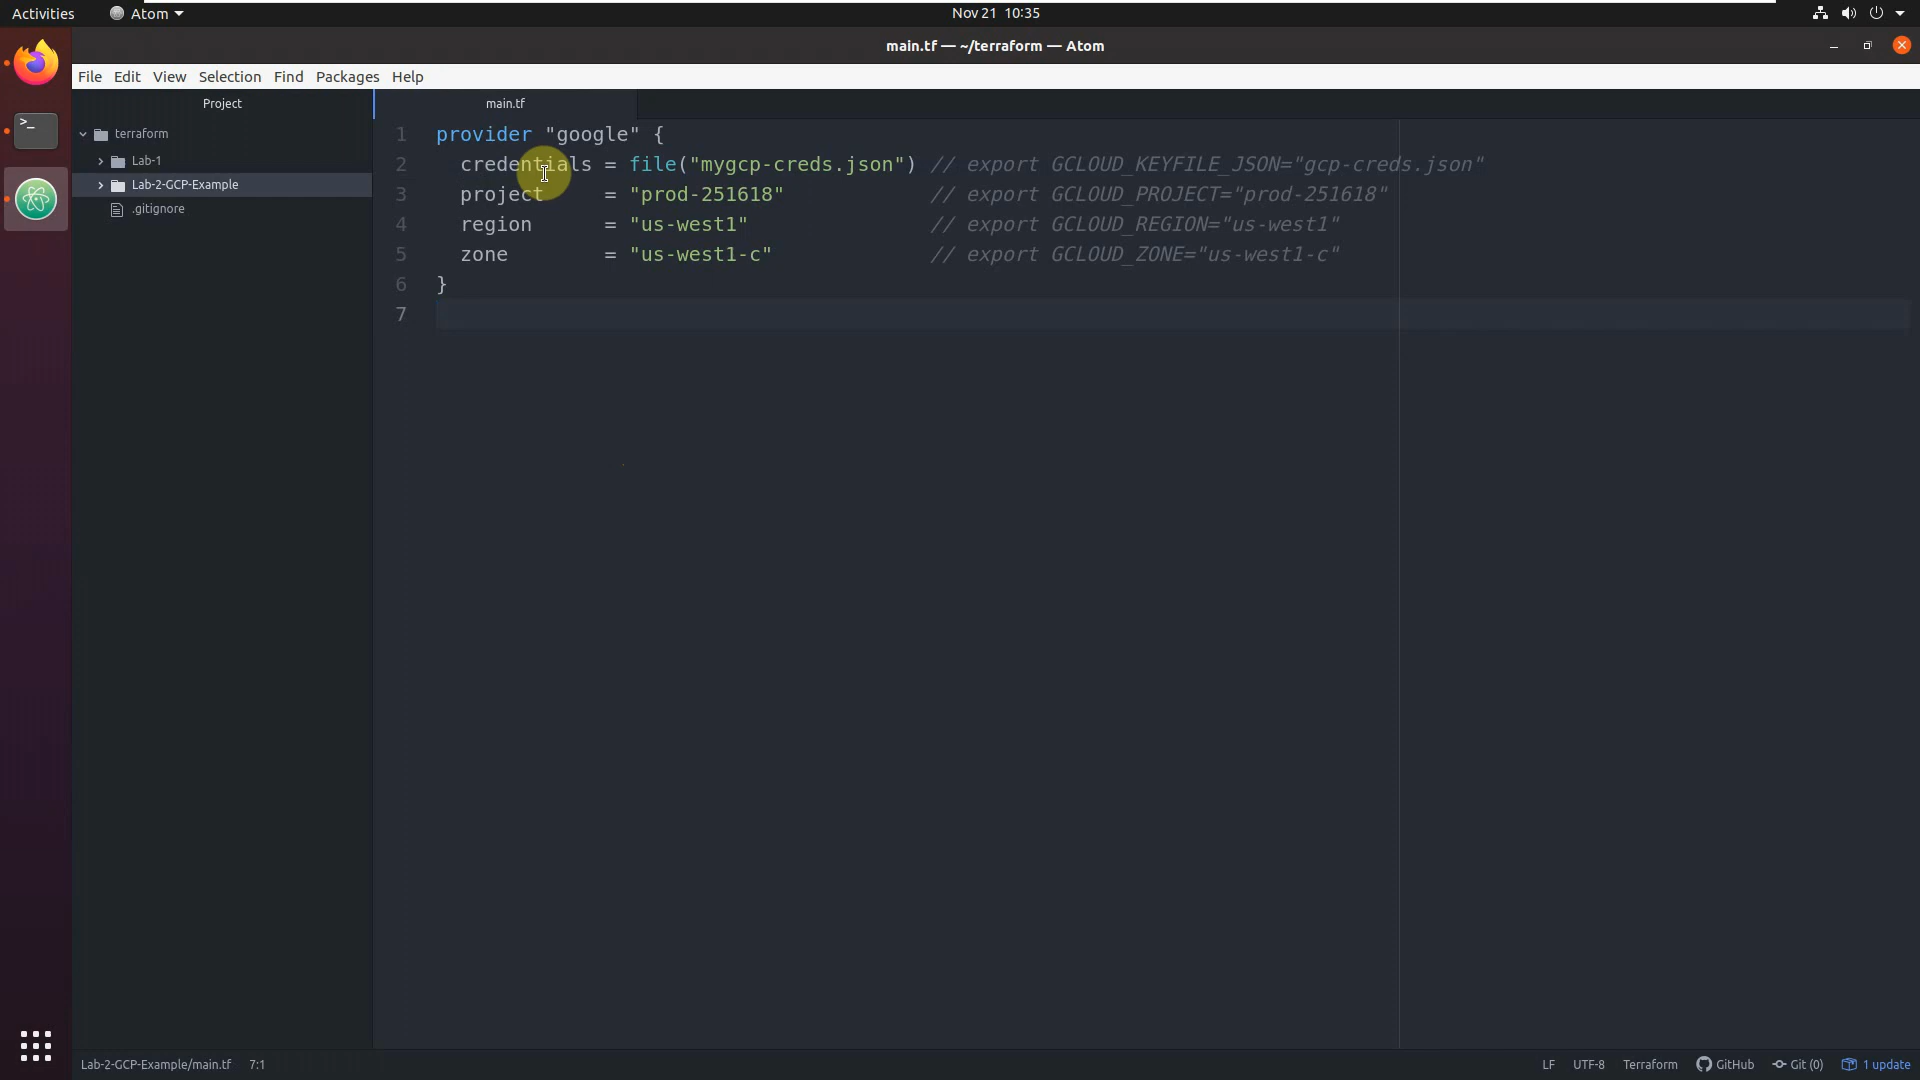 Activities Atom Nov 21 10:35
main.tf — ~/terraform — Atom
File Edit View Selection Find Packages Help
Project main.tf
terraform
Lab-1
Lab-2-GCP-Example
.gitignore
1 provider "google" {
2 credentials = file("mygcp-creds.json") // export GCLOUD_KEYFILE_JSON="gcp-creds.json"
3 project = "prod-251618" // export GCLOUD_PROJECT="prod-251618"
4 region = "us-west1" // export GCLOUD_REGION="us-west1"
5 zone = "us-west1-c" // export GCLOUD_ZONE="us-west1-c"
6 }
7
Lab-2-GCP-Example/main.tf 7:1 LF UTF-8 Terraform GitHub Git (0) 1 update